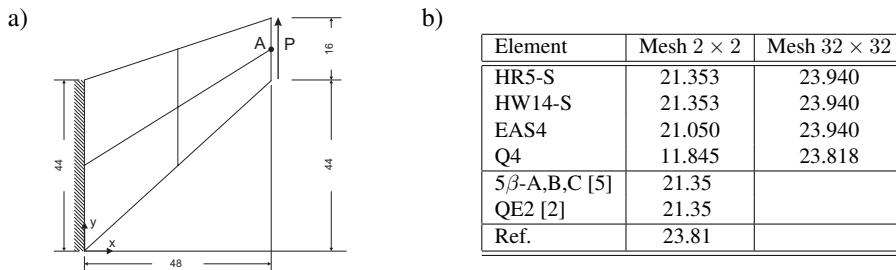 a)
A
P
16
44
44
y
x
48
b)
Element Mesh 2 × 2 Mesh 32 × 32
HR5-S 21.353 23.940
HW14-S 21.353 23.940
EAS4 21.050 23.940
Q4 11.845 23.818
5β-A,B,C [5] 21.35
QE2 [2] 21.35
Ref. 23.81